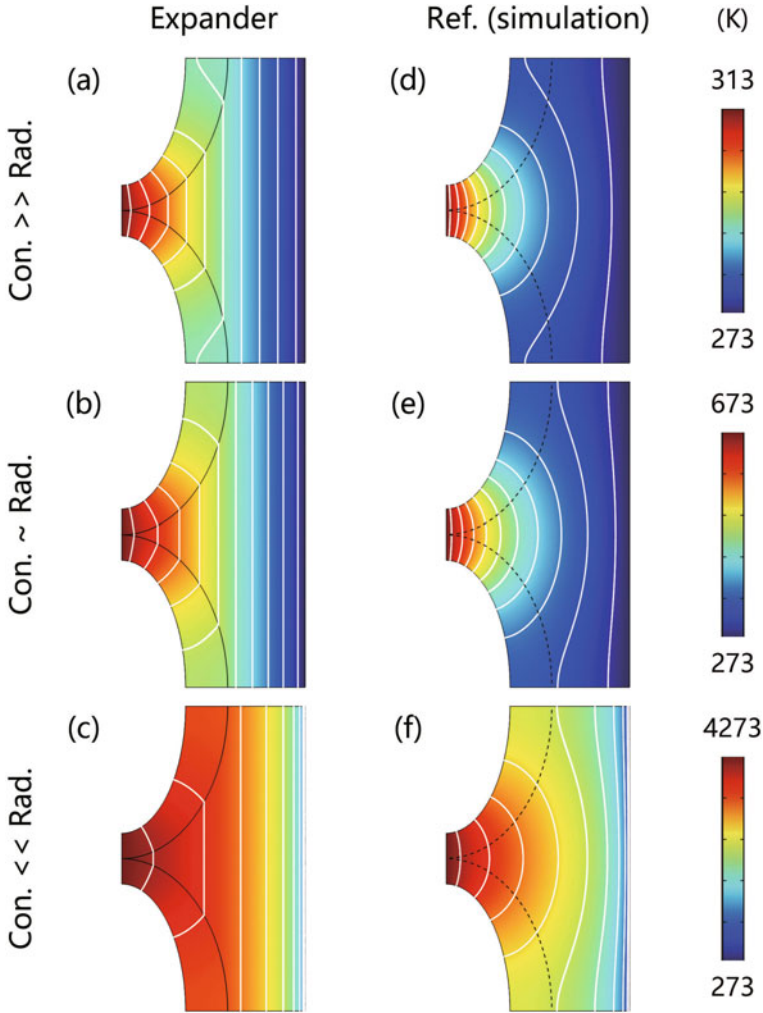 Expander Ref. (simulation) (K)
(a) (d) 313
Con. >> Rad.
273
(b) (e) 673
Con. ~ Rad.
273
(c) (f) 4273
Con. << Rad.
273